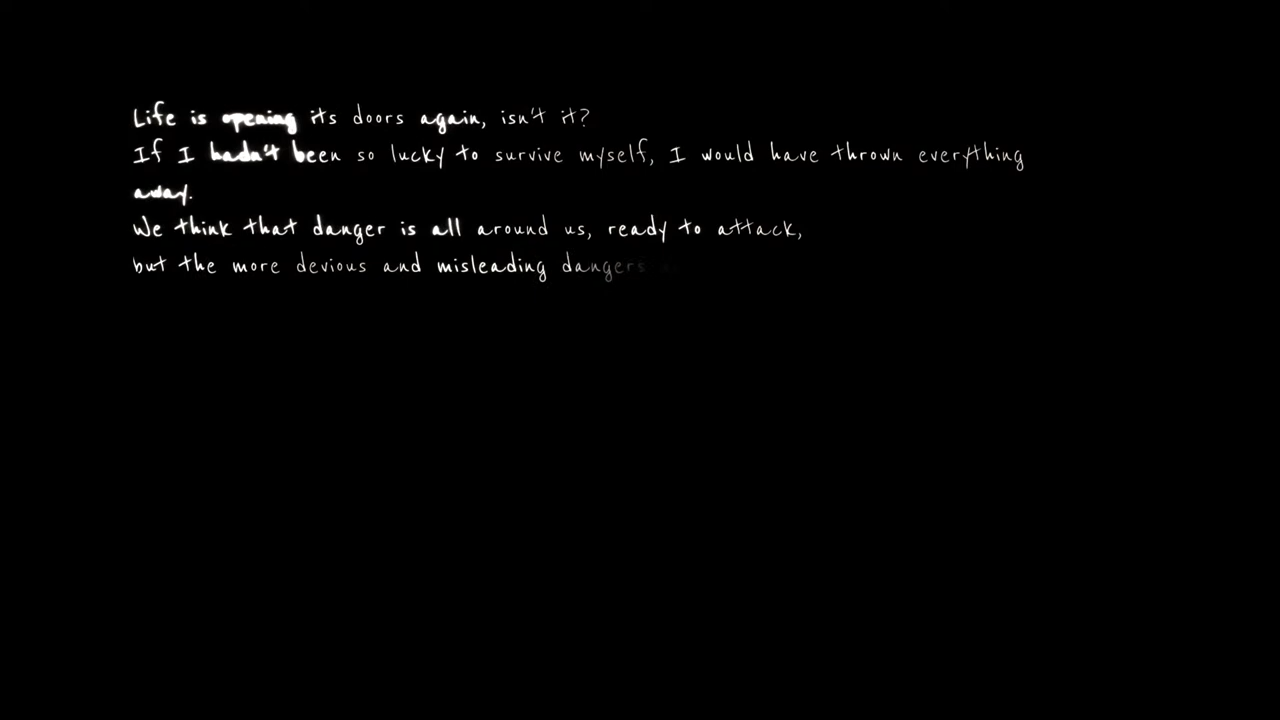 Life is opening its doors again, isn't it?
If I hadn't been so lucky to survive myself, I would have thrown everything
away.
We think that danger is all around us, ready to attack,
but the more devious and misleading dangers